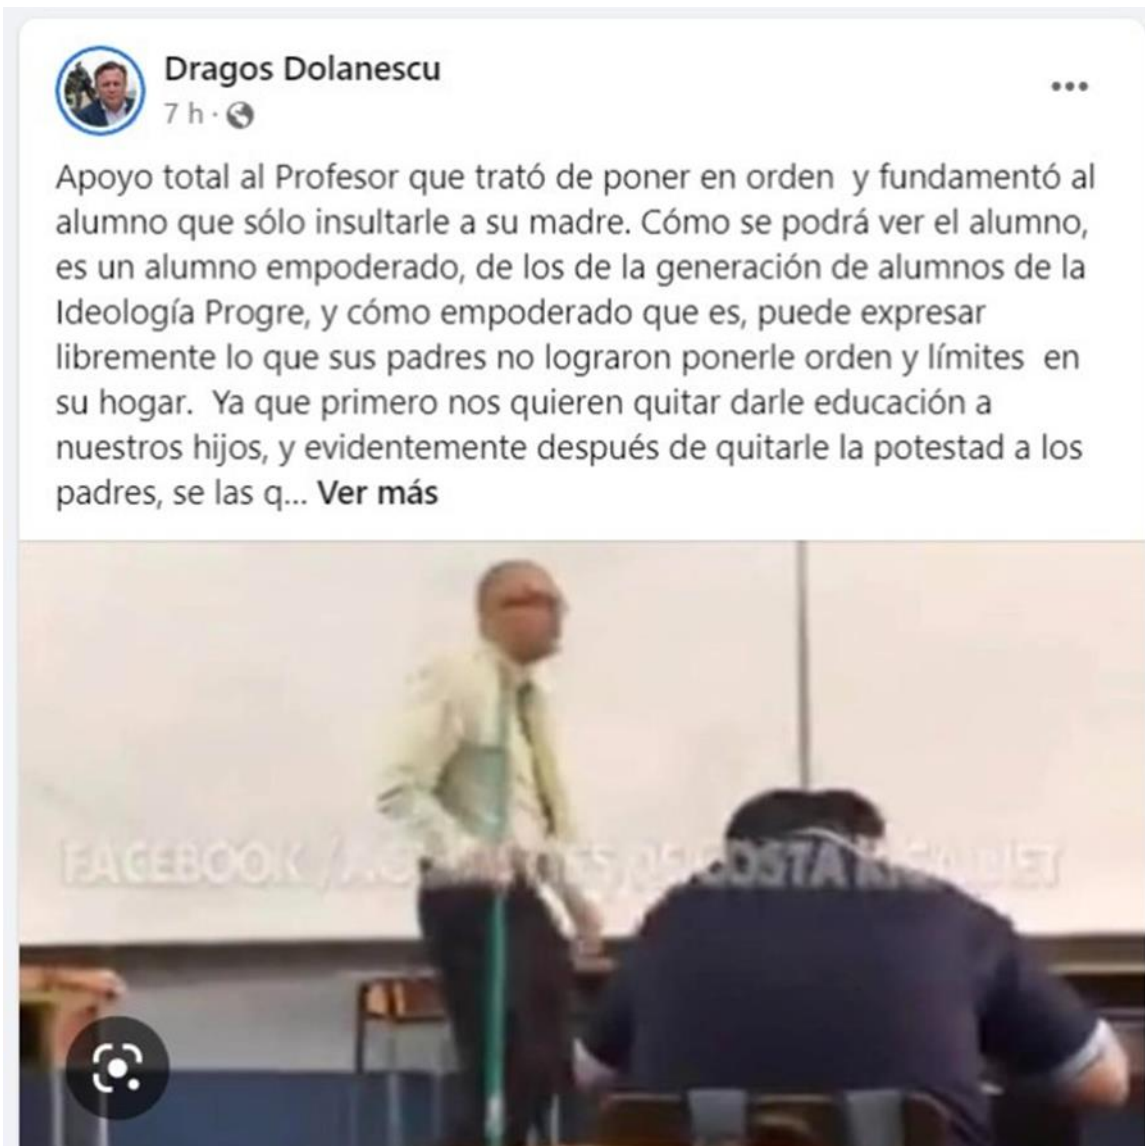 Dragos Dolanescu
7 h ·
Apoyo total al Profesor que trató de poner en orden y fundamentó al
alumno que sólo insultarle a su madre. Cómo se podrá ver el alumno,
es un alumno empoderado, de los de la generación de alumnos de la
Ideología Progre, y cómo empoderado que es, puede expresar
libremente lo que sus padres no lograron ponerle orden y límites en
su hogar. Ya que primero nos quieren quitar darle educación a
nuestros hijos, y evidentemente después de quitarle la potestad a los
padres, se las q... Ver más
FACEBOOK / COSTA